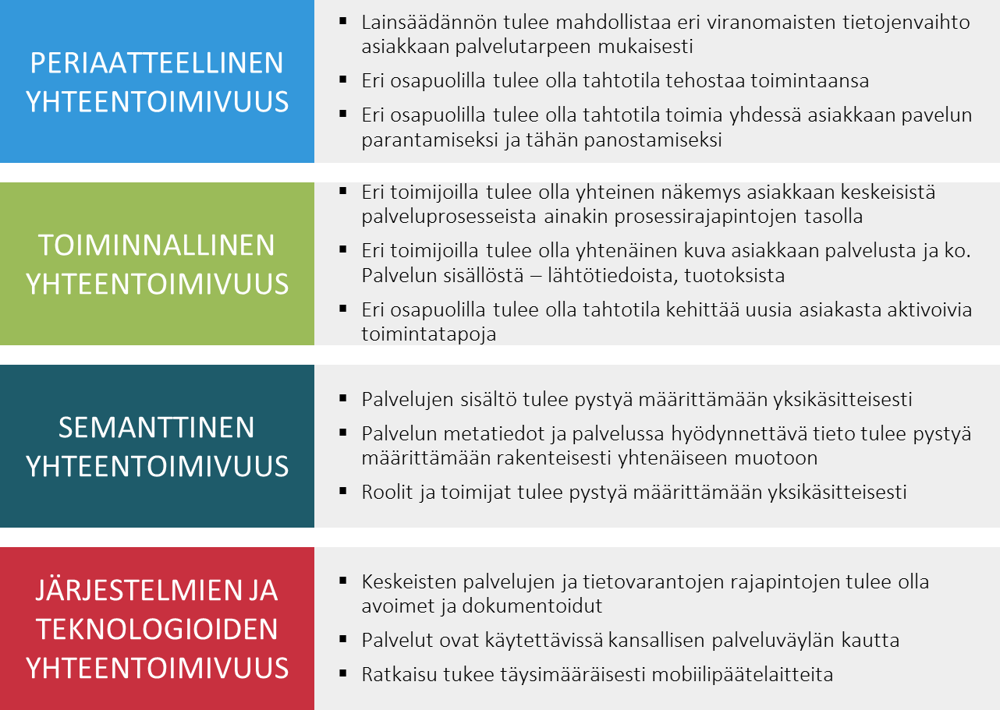 PERIAATTEELLINEN
YHTEENTOIMIVUUS
▪ Lainsäädännön tulee mahdollistaa eri viranomaisten tietojenvaihto
asiakkaan palvelutarpeen mukaisesti
▪ Eri osapuolilla tulee olla tahtotila tehostaa toimintaansa
▪ Eri osapuolilla tulee olla tahtotila toimia yhdessä asiakkaan pavelun
parantamiseksi ja tähän panostamiseksi
TOIMINNALLINEN
YHTEENTOIMIVUUS
▪ Eri toimijoilla tulee olla yhteinen näkemys asiakkaan keskeisistä
palveluprosesseista ainakin prosessirajapintojen tasolla
▪ Eri toimijoilla tulee olla yhtenäinen kuva asiakkaan palvelusta ja ko.
Palvelun sisällöstä – lähtötiedoista, tuotoksista
▪ Eri osapuolilla tulee olla tahtotila kehittää uusia asiakasta aktivoivia
toimintatapoja
SEMANTTINEN
YHTEENTOIMIVUUS
▪ Palvelujen sisältö tulee pystyä määrittämään yksikäsitteisesti
▪ Palvelun metatiedot ja palvelussa hyödynnettävä tieto tulee pystyä
määrittämään rakenteisesti yhtenäiseen muotoon
▪ Roolit ja toimijat tulee pystyä määrittämään yksikäsitteisesti
JÄRJESTELMIEN JA
TEKNOLOGIOIDEN
YHTEENTOIMIVUUS
▪ Keskeisten palvelujen ja tietovarantojen rajapintojen tulee olla
avoimet ja dokumentoidut
▪ Palvelut ovat käytettävissä kansallisen palveluväylän kautta
▪ Ratkaisu tukee täysimääräisesti mobiilipäätelaitteita